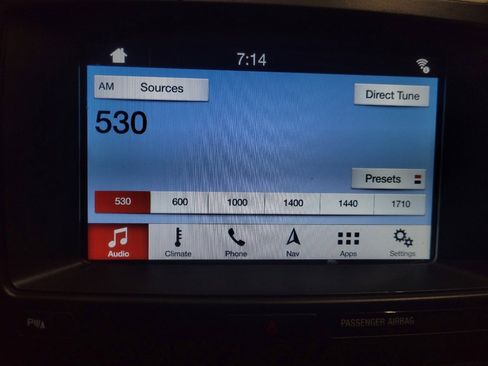 7:14
AM Sources
Direct Tune
530
Presets
530 600 1000 1400 1440 1710
Audio Climate Phone Nav Apps Settings
P
PASSENGER AIRBAG